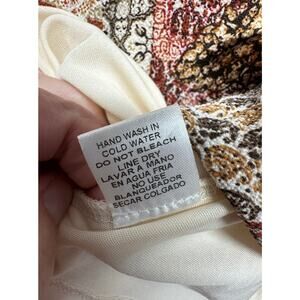 HAND WASH IN
COLD WATER
DO NOT BLEACH
LINE DRY
LAVAR A MANO
EN AGUA FRIA
NO USE
BLANQUEADOR
SECAR COLGADO